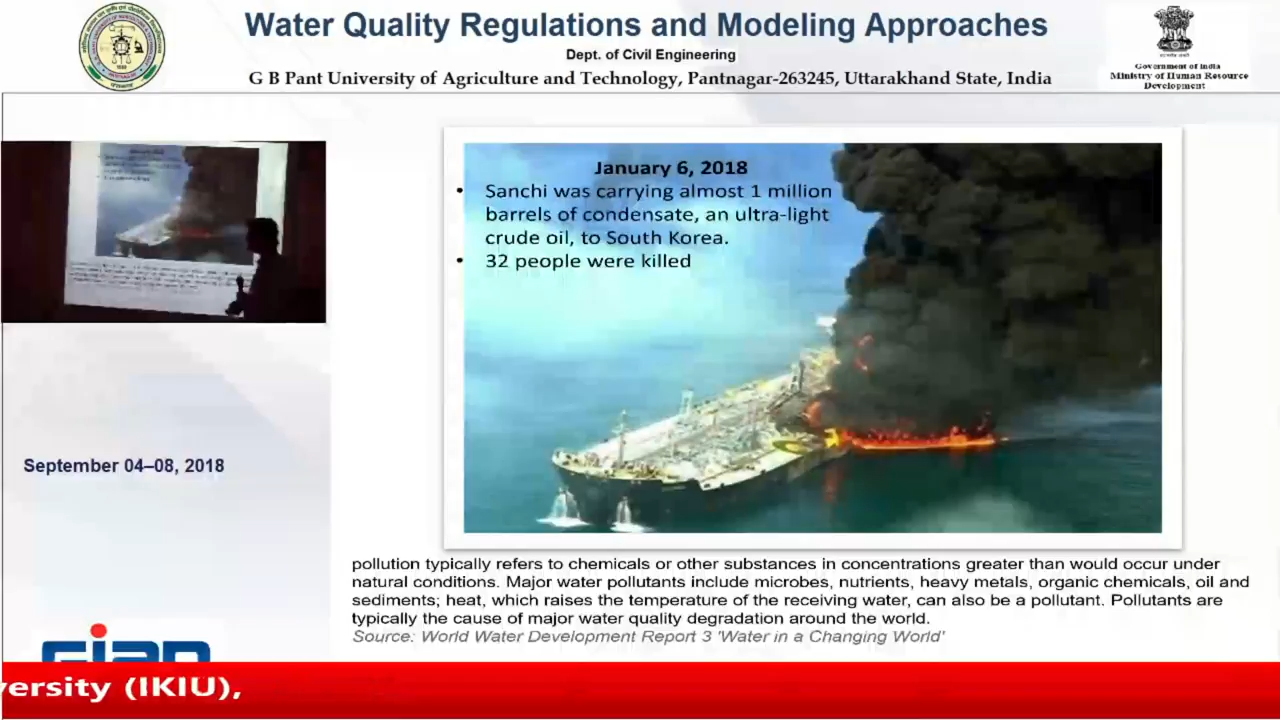 Water Quality Regulations and Modeling Approaches
Dept. of Civil Engineering
G B Pant University of Agriculture and Technology, Pantnagar-263245, Uttarakhand State, India
Government of India
Ministry of Human Resource
Development
January 6, 2018
• Sanchi was carrying almost 1 million
barrels of condensate, an ultra-light
crude oil, to South Korea.
• 32 people were killed
September 04–08, 2018
pollution typically refers to chemicals or other substances in concentrations greater than would occur under
natural conditions. Major water pollutants include microbes, nutrients, heavy metals, organic chemicals, oil and
sediments; heat, which raises the temperature of the receiving water, can also be a pollutant. Pollutants are
typically the cause of major water quality degradation around the world.
Source: World Water Development Report 3 'Water in a Changing World'
versity (IKIU),